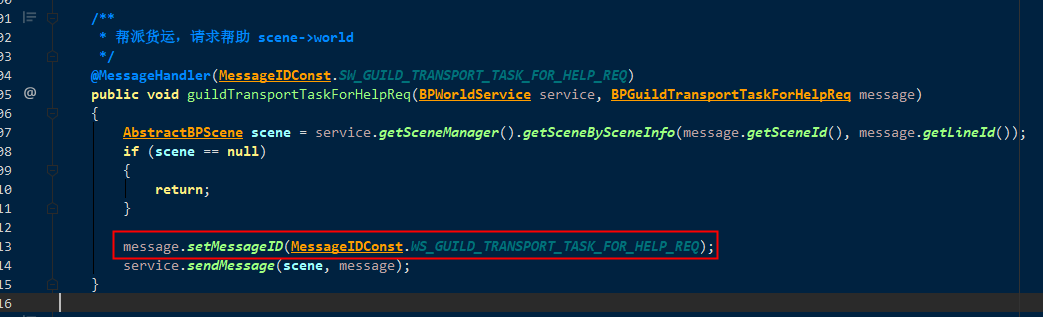 01 /**
02 * 帮派货运，请求帮助 scene->world
03 */
04 @MessageHandler(MessageIDConst.SW_GUILD_TRANSPORT_TASK_FOR_HELP_REQ)
05 @ public void guildTransportTaskForHelpReq(BPWorldService service, BPGuildTransportTaskForHelpReq message)
06 {
07 AbstractBPScene scene = service.getSceneManager().getSceneBySceneInfo(message.getSceneId(), message.getLineId());
08 if (scene == null)
09 {
10 return;
11 }
12
13 message.setMessageID(MessageIDConst.WS_GUILD_TRANSPORT_TASK_FOR_HELP_REQ);
14 service.sendMessage(scene, message);
15 }
16